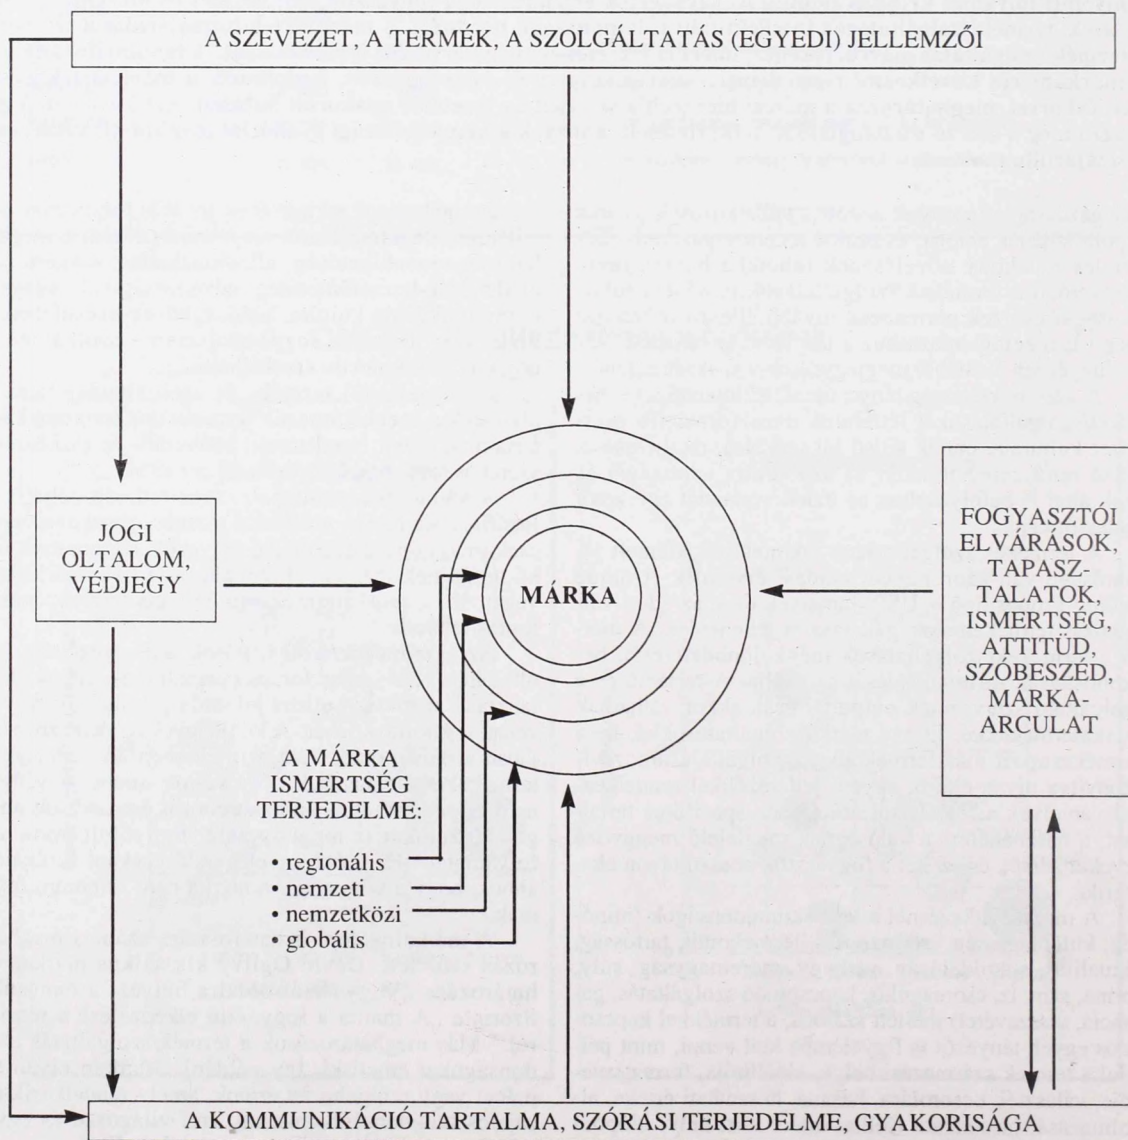 A SZEVEZET, A TERMÉK, A SZOLGÁLTATÁS (EGYEDI) JELLEMZŐI
JOGI
OLTALOM,
VÉDJEGY
MÁRKA
FOGYASZTÓI
ELVÁRÁSOK,
TAPASZ-
TALATOK,
ISMERTSÉG,
ATTITŰD,
SZÓBESZÉD,
MÁRKA-
ARCULAT
A MÁRKA
ISMERTSÉG
TERJEDELME:
• regionális
• nemzeti
• nemzetközi
• globális
A KOMMUNIKÁCIÓ TARTALMA, SZÓRÁSI TERJEDELME, GYAKORISÁGA